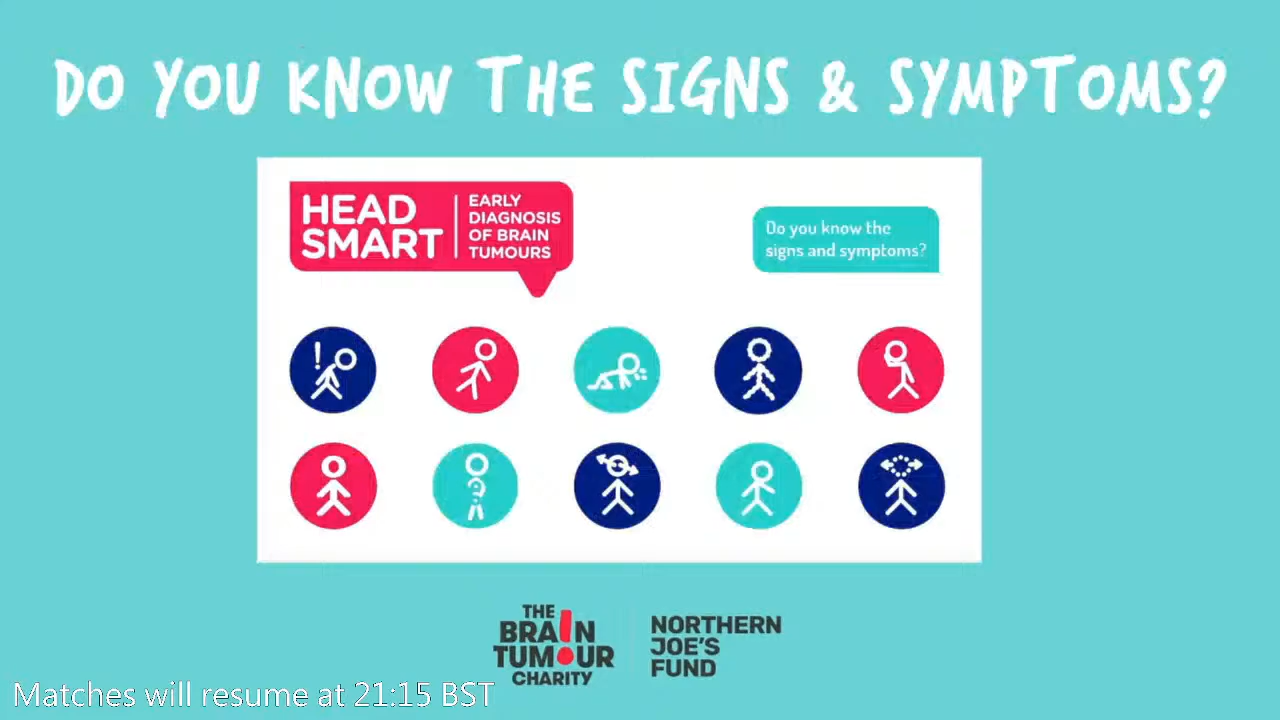 DO YOU KNOW THE SIGNS & SYMPTOMS?
HEAD
SMART
EARLY
DIAGNOSIS
OF BRAIN
TUMOURS
Do you know the
signs and symptoms?
!
THE
BRA!N
TUMOUR
CHARITY
NORTHERN
JOE'S
FUND
Matches will resume at 21:15 BST